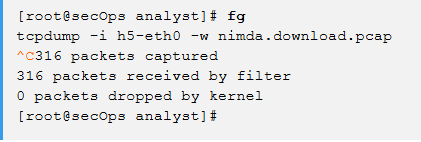 [root@secOps analyst]# fg
tcpdump -i h5-eth0 -w nimda.download.pcap
^C316 packets captured
316 packets received by filter
0 packets dropped by kernel
[root@secOps analyst]#